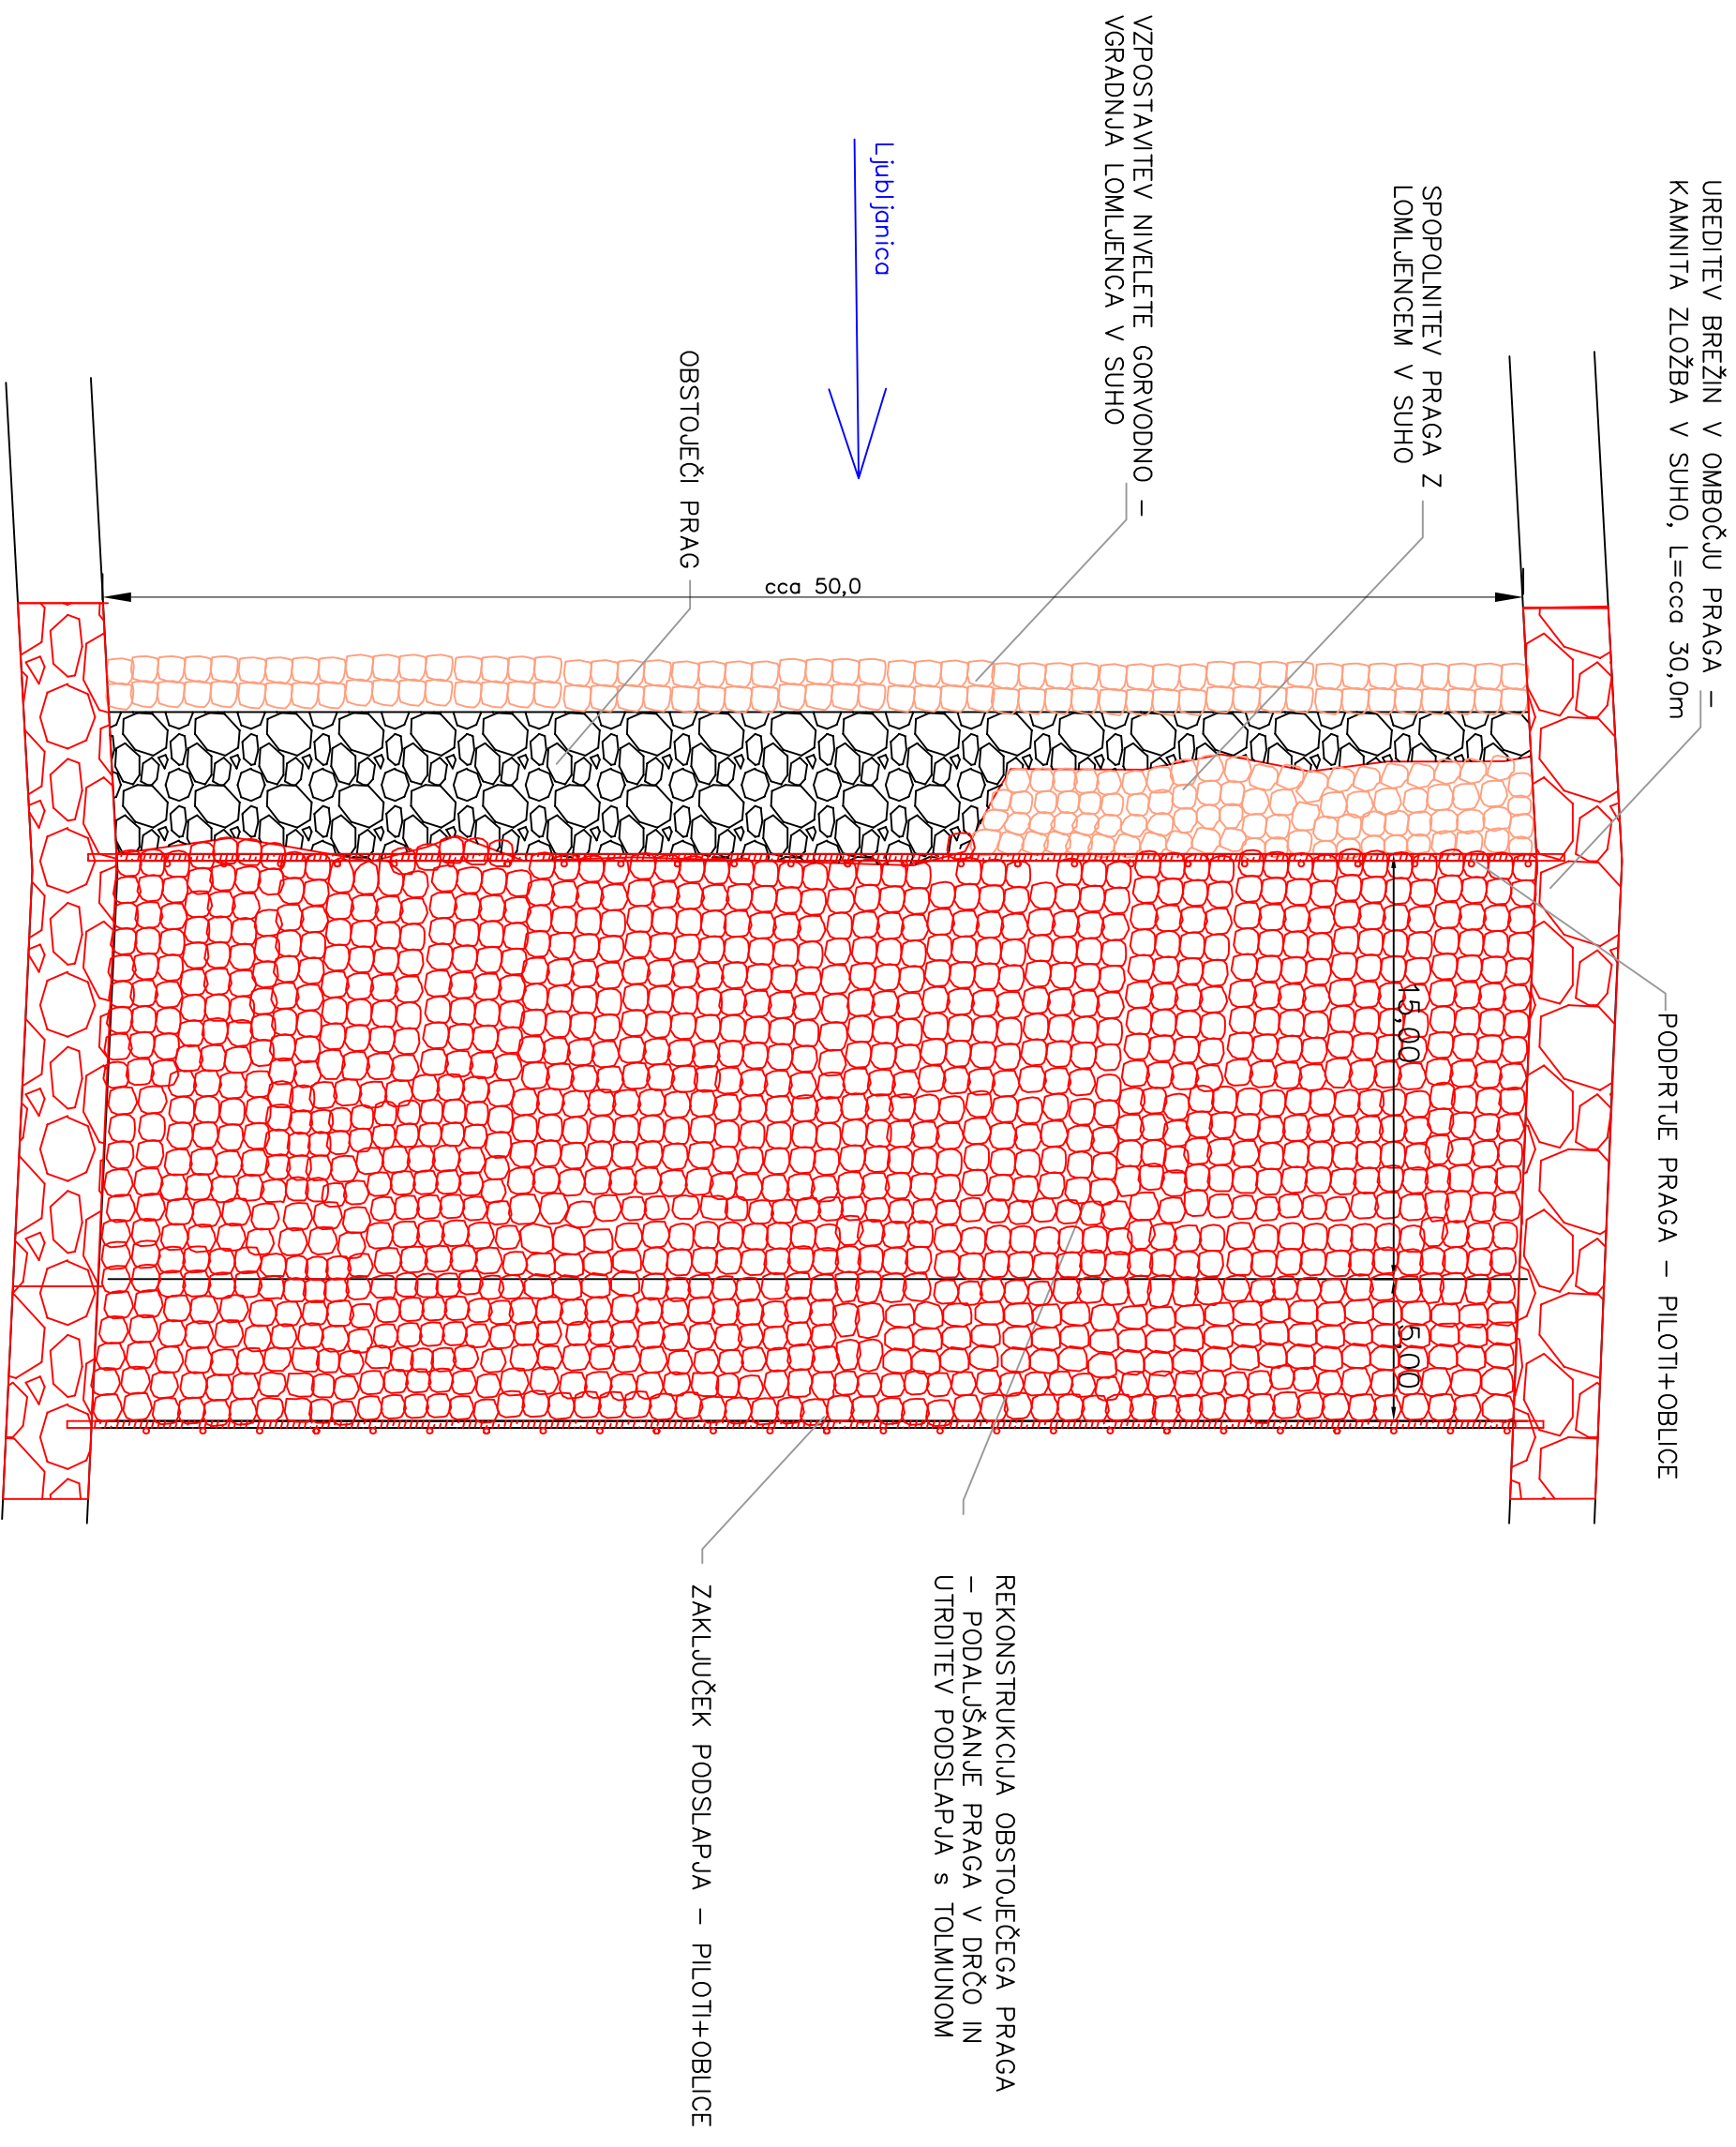 UREDITEV BREŽIN V OMBOČJU PRAGA –
KAMNITA ZLOŽBA V SUHO, L=cca 30,0m
SPOPOLNITEV PRAGA Z
LOMLJENCEM V SUHO
VZPOSTAVITEV NIVELETE GORVODNO –
VGRADNJA LOMLJENCA V SUHO
Ljubljanica
OBSTOJEČI PRAG
cca 50,0
PODPRTJE PRAGA – PILOTI+OBLICE
15,00
5,00
REKONSTRUKCIJA OBSTOJEČEGA PRAGA
– PODALJŠANJE PRAGA V DRČO IN
UTRDITEV PODSLAPJA s TOLMUNOM
ZAKLJUČEK PODSLAPJA – PILOTI+OBLICE